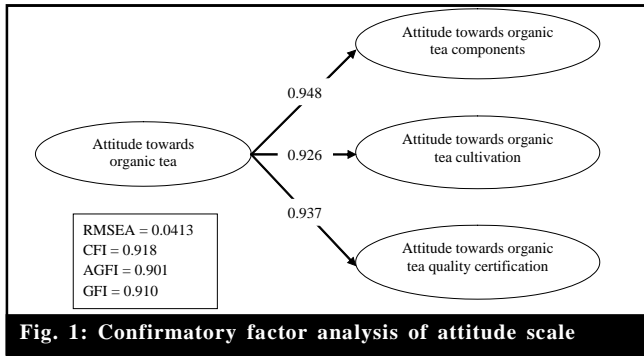 Attitude towards organic
tea components
0.948
Attitude towards
organic tea
0.926
Attitude towards organic
tea cultivation
0.937
Attitude towards organic
tea quality certification
RMSEA = 0.0413
CFI = 0.918
AGFI = 0.901
GFI = 0.910
Fig. 1: Confirmatory factor analysis of attitude scale